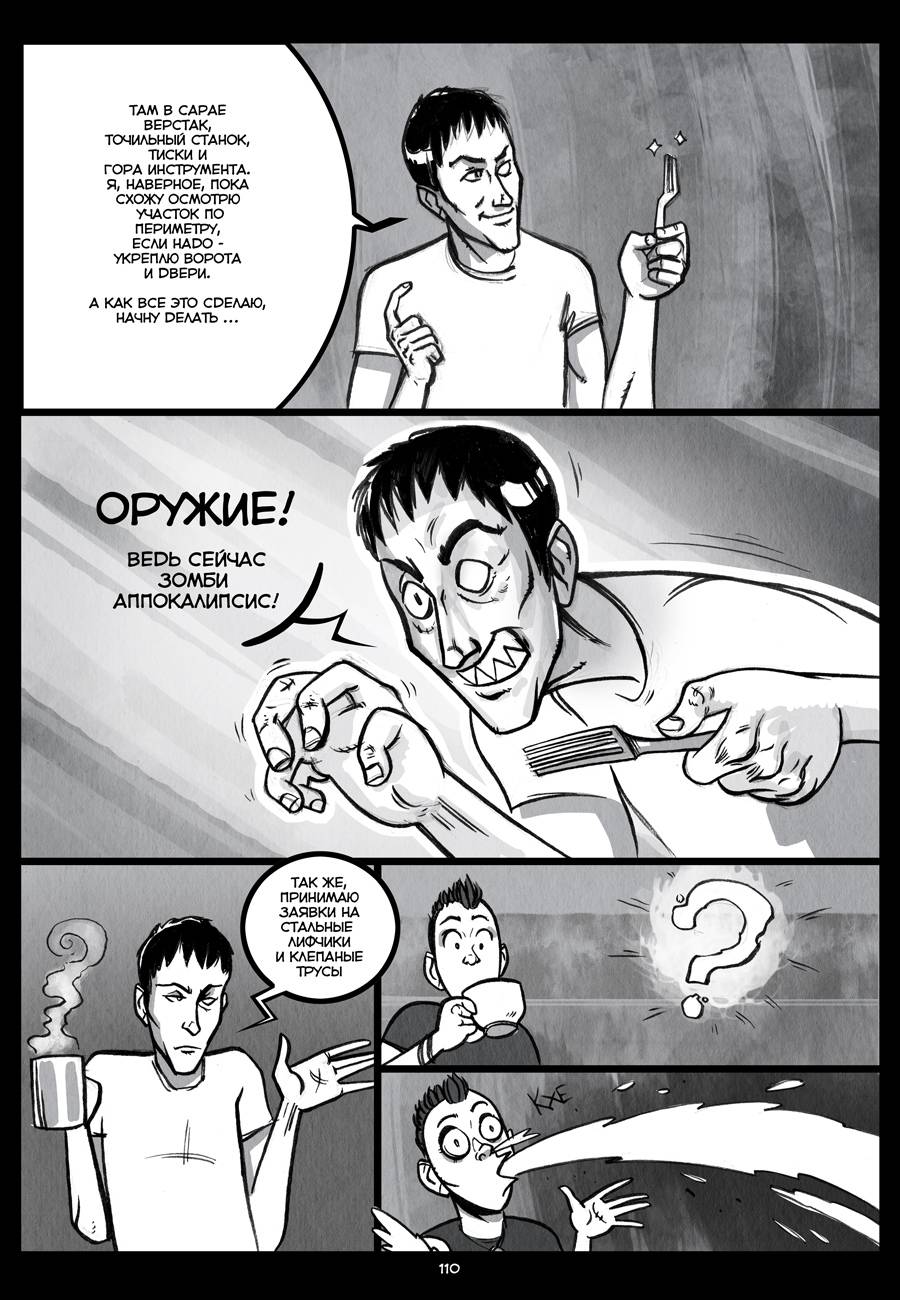 ТАМ В САРАЕ
ВЕРСТАК,
ТОЧИЛЬНЫЙ СТАНОК,
ТИСКИ И
ГОРА ИНСТРУМЕНТА.
Я, НАВЕРНОЕ, ПОКА
СХОЖУ ОСМОТРЮ
УЧАСТОК ПО
ПЕРИМЕТРУ,
ЕСЛИ НАДО -
УКРЕПЛЮ ВОРОТА
И ДВЕРИ.
А КАК ВСЕ ЭТО СДЕЛАЮ,
НАЧНУ ДЕЛАТЬ ...
ОРУЖИЕ!
ВЕДЬ СЕЙЧАС
ЗОМБИ
АППОКАЛИПСИС!
ТАК ЖЕ,
ПРИНИМАЮ
ЗАЯВКИ НА
СТАЛЬНЫЕ
ЛИФЧИКИ
И КЛЕПАНЫЕ
ТРУСЫ
?
КХЕ
110